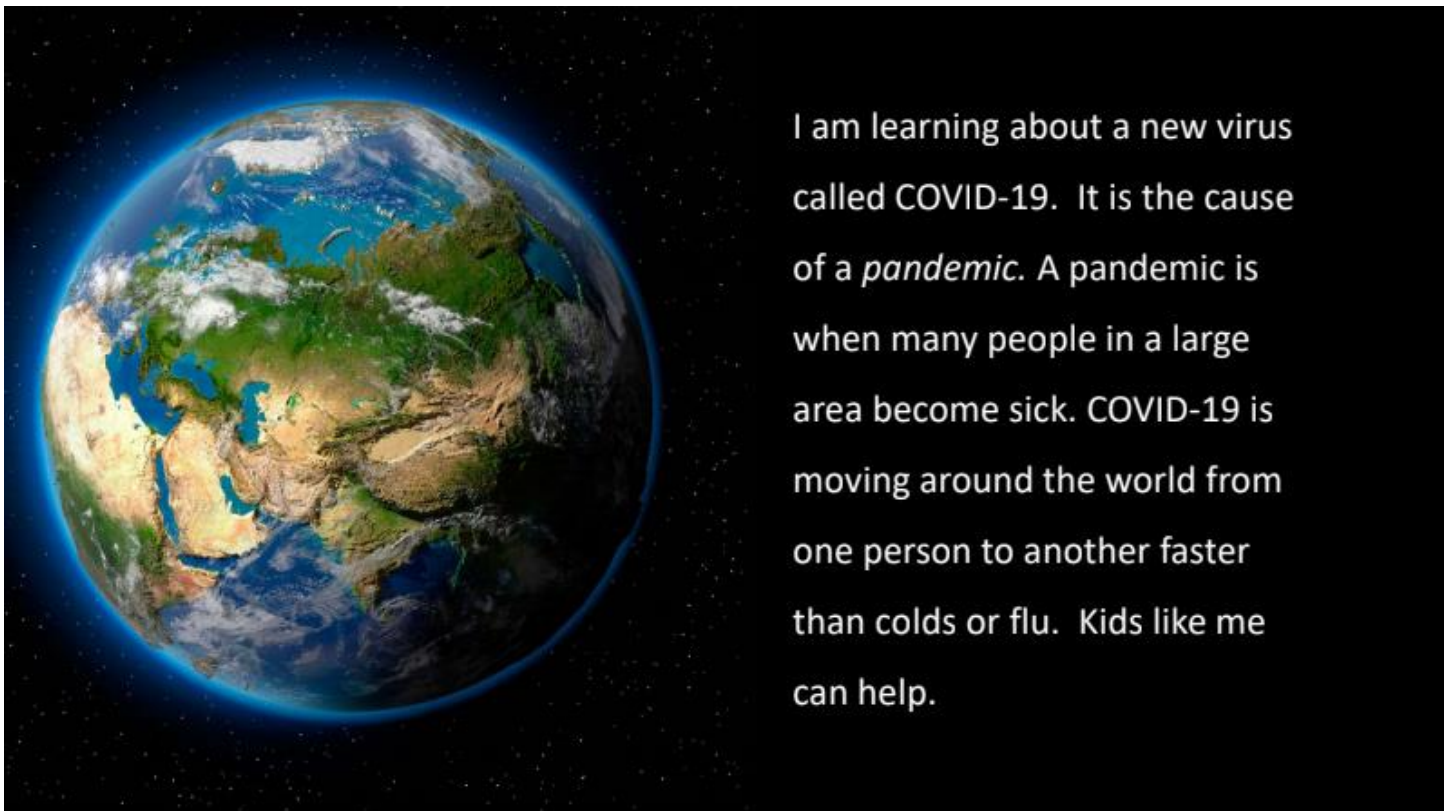 I am learning about a new virus
called COVID-19.  It is the cause
of a pandemic. A pandemic is
when many people in a large
area become sick. COVID-19 is
moving around the world from
one person to another faster
than colds or flu.  Kids like me
can help.